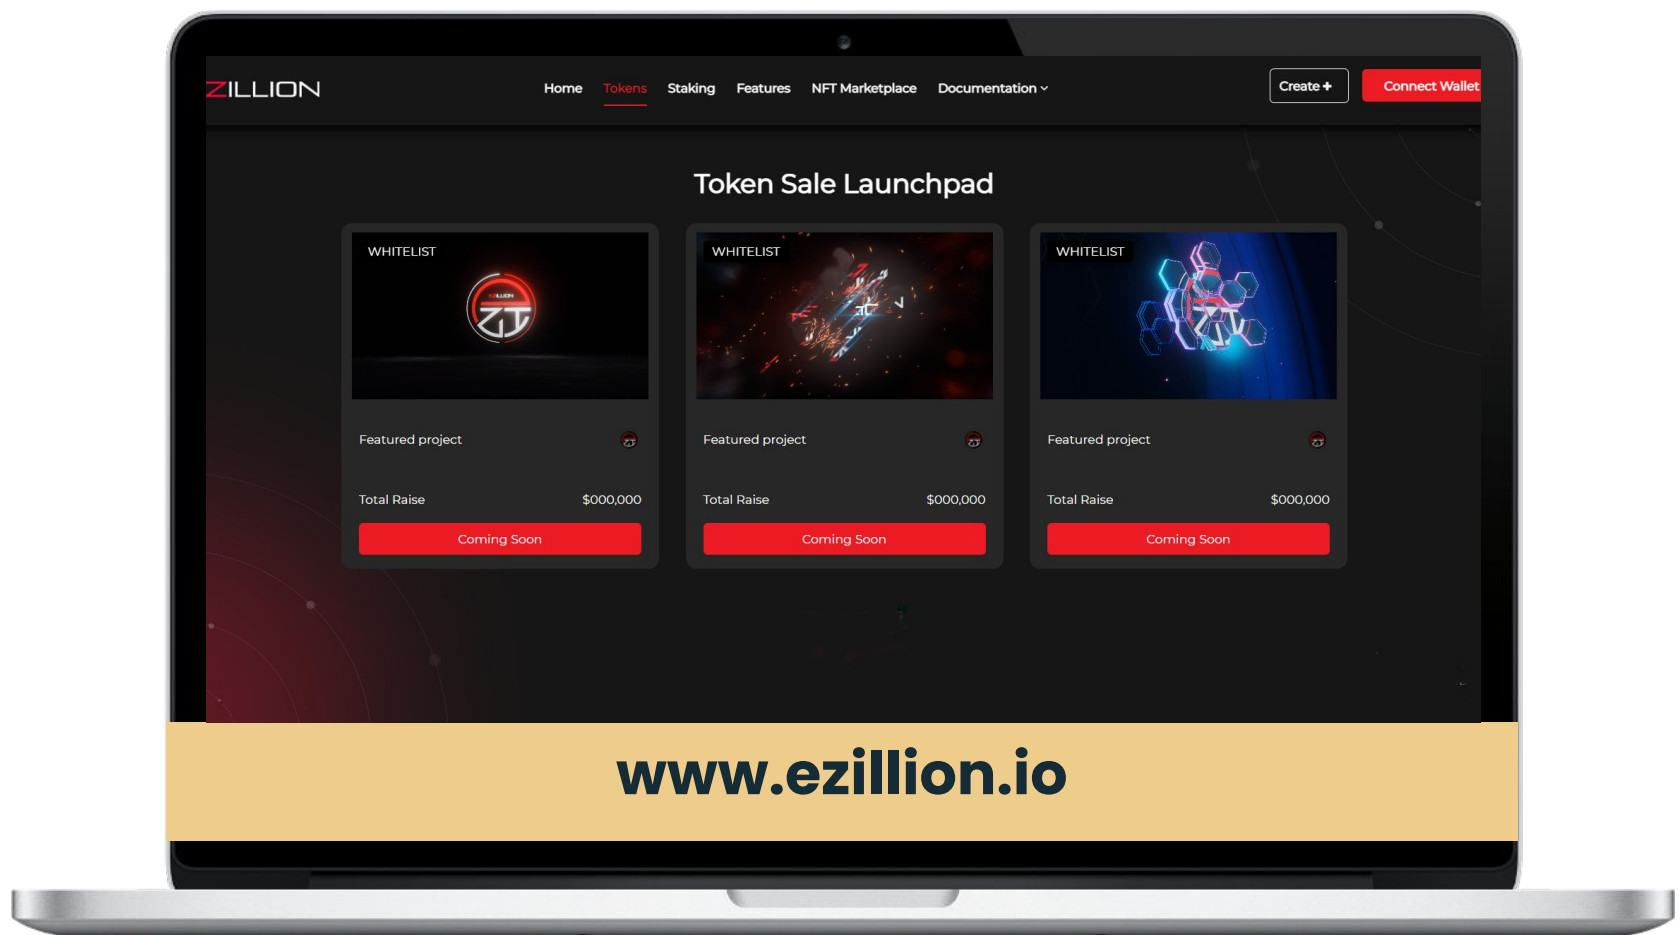 ZILLION
Home Tokens Staking Features NFT Marketplace Documentation
Create +
Connect Wallet
Token Sale Launchpad
WHITELIST
EZILLION
Featured project
Total Raise $000,000
Coming Soon
WHITELIST
Featured project
Total Raise $000,000
Coming Soon
WHITELIST
Featured project
Total Raise $000,000
Coming Soon
www.ezillion.io